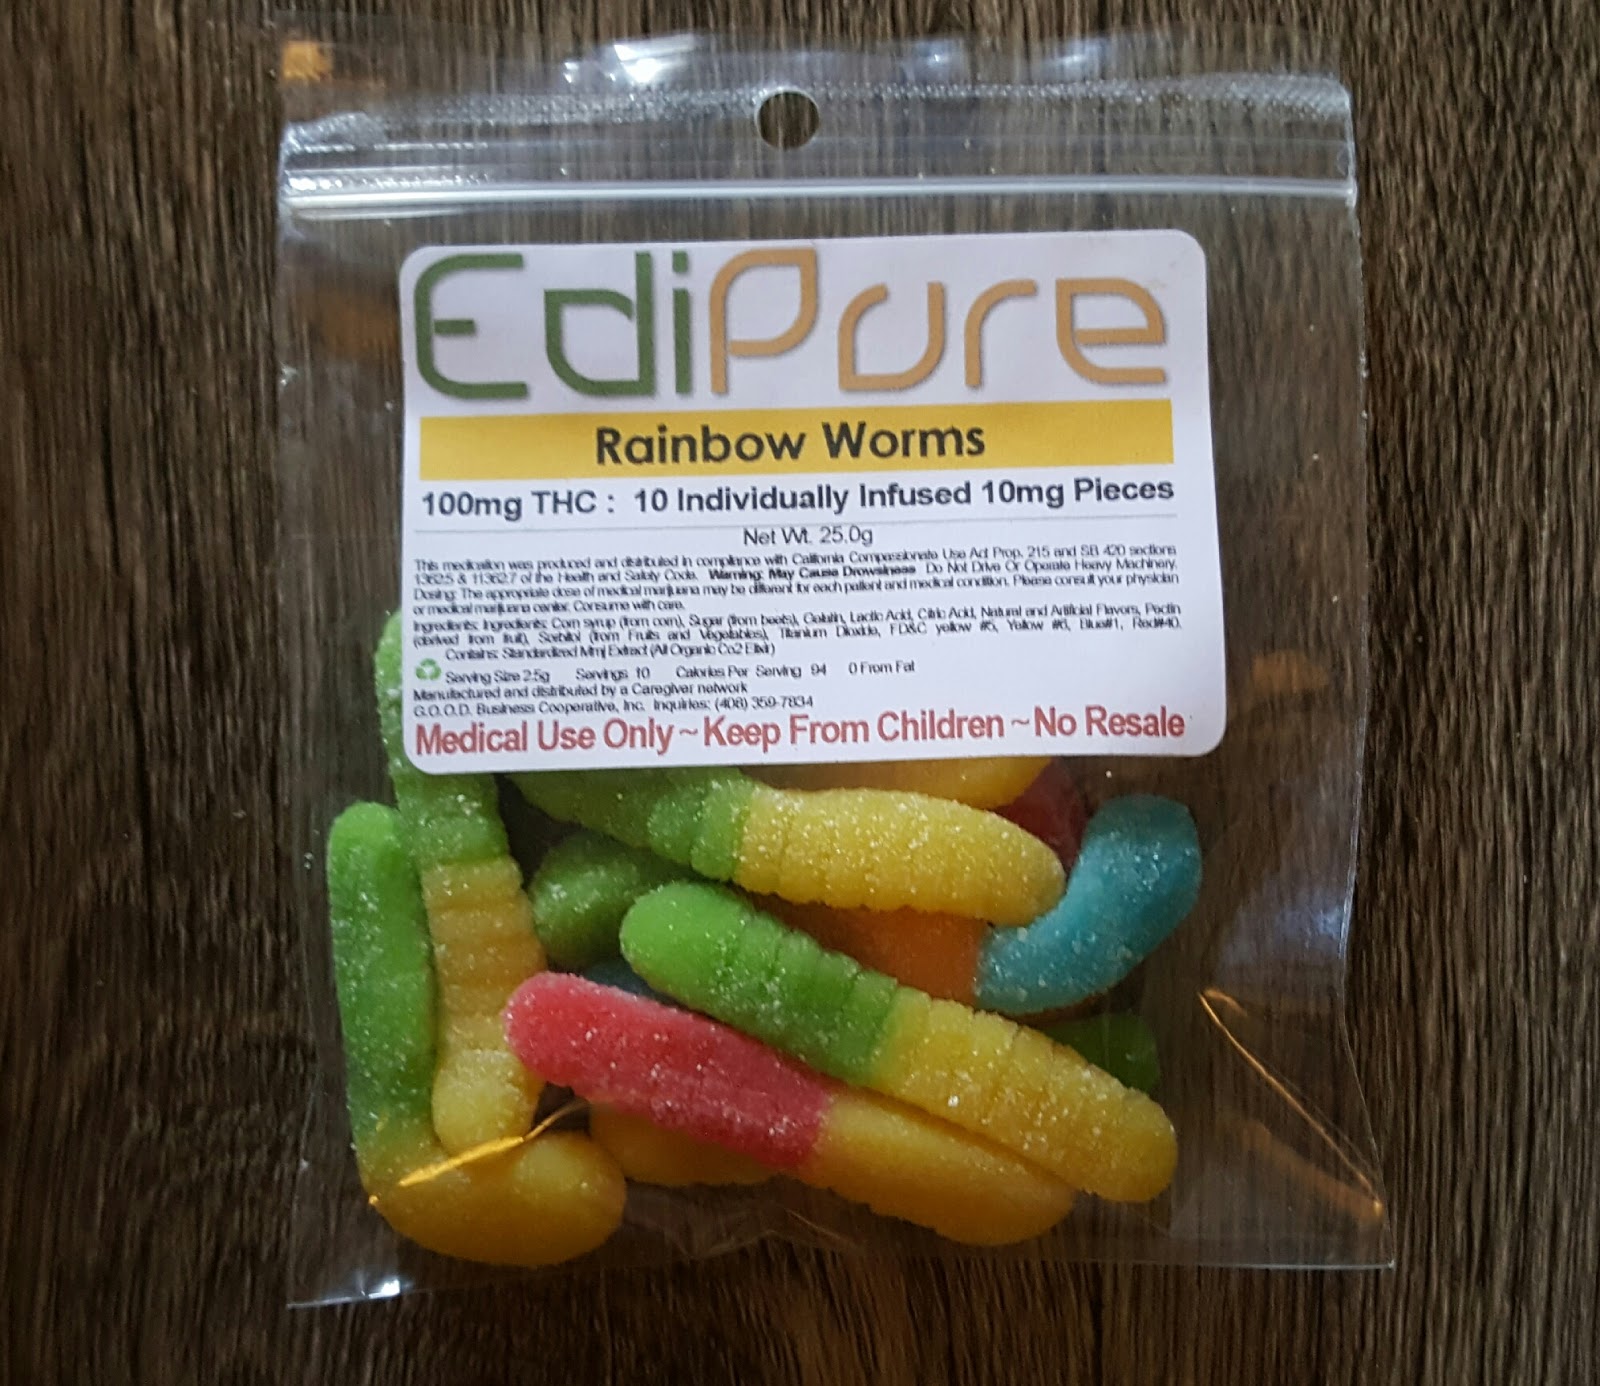 EdiPure
Rainbow Worms
100mg THC : 10 Individually Infused 10mg Pieces
Net Wt. 25.0g
This medication was produced and distributed in compliance with California Compassionate Use Act Prop. 215 and SB 420 sections
11362.5 & 11362.7 of the Health and Safety Code. Warning: May Cause Drowsiness Do Not Drive Or Operate Heavy Machinery.
Dosing: The appropriate dose of medical marijuana may be different for each patient and medical condition. Please consult your physician
or medical marijuana center. Consume with care.
Ingredients: Ingredients: Corn syrup (from corn), Sugar (from beets), Gelatin, Lactic Acid, Citric Acid, Natural and Artificial Flavors, Pectin
(derived from fruit), Sorbitol (from Fruits and Vegetables), Titanium Dioxide, FD&C yellow #5, Yellow #6, Blue#1, Red#40.
Contains: Standardized Mmj Extract (All Organic Co2 Elixir)
Serving Size 2.5g Servings 10 Calories Per Serving 94 0 From Fat
Manufactured and distributed by a Caregiver network
G.O.O.D. Business Cooperative, Inc. Inquiries: (408) 359-7834
Medical Use Only ~ Keep From Children ~ No Resale